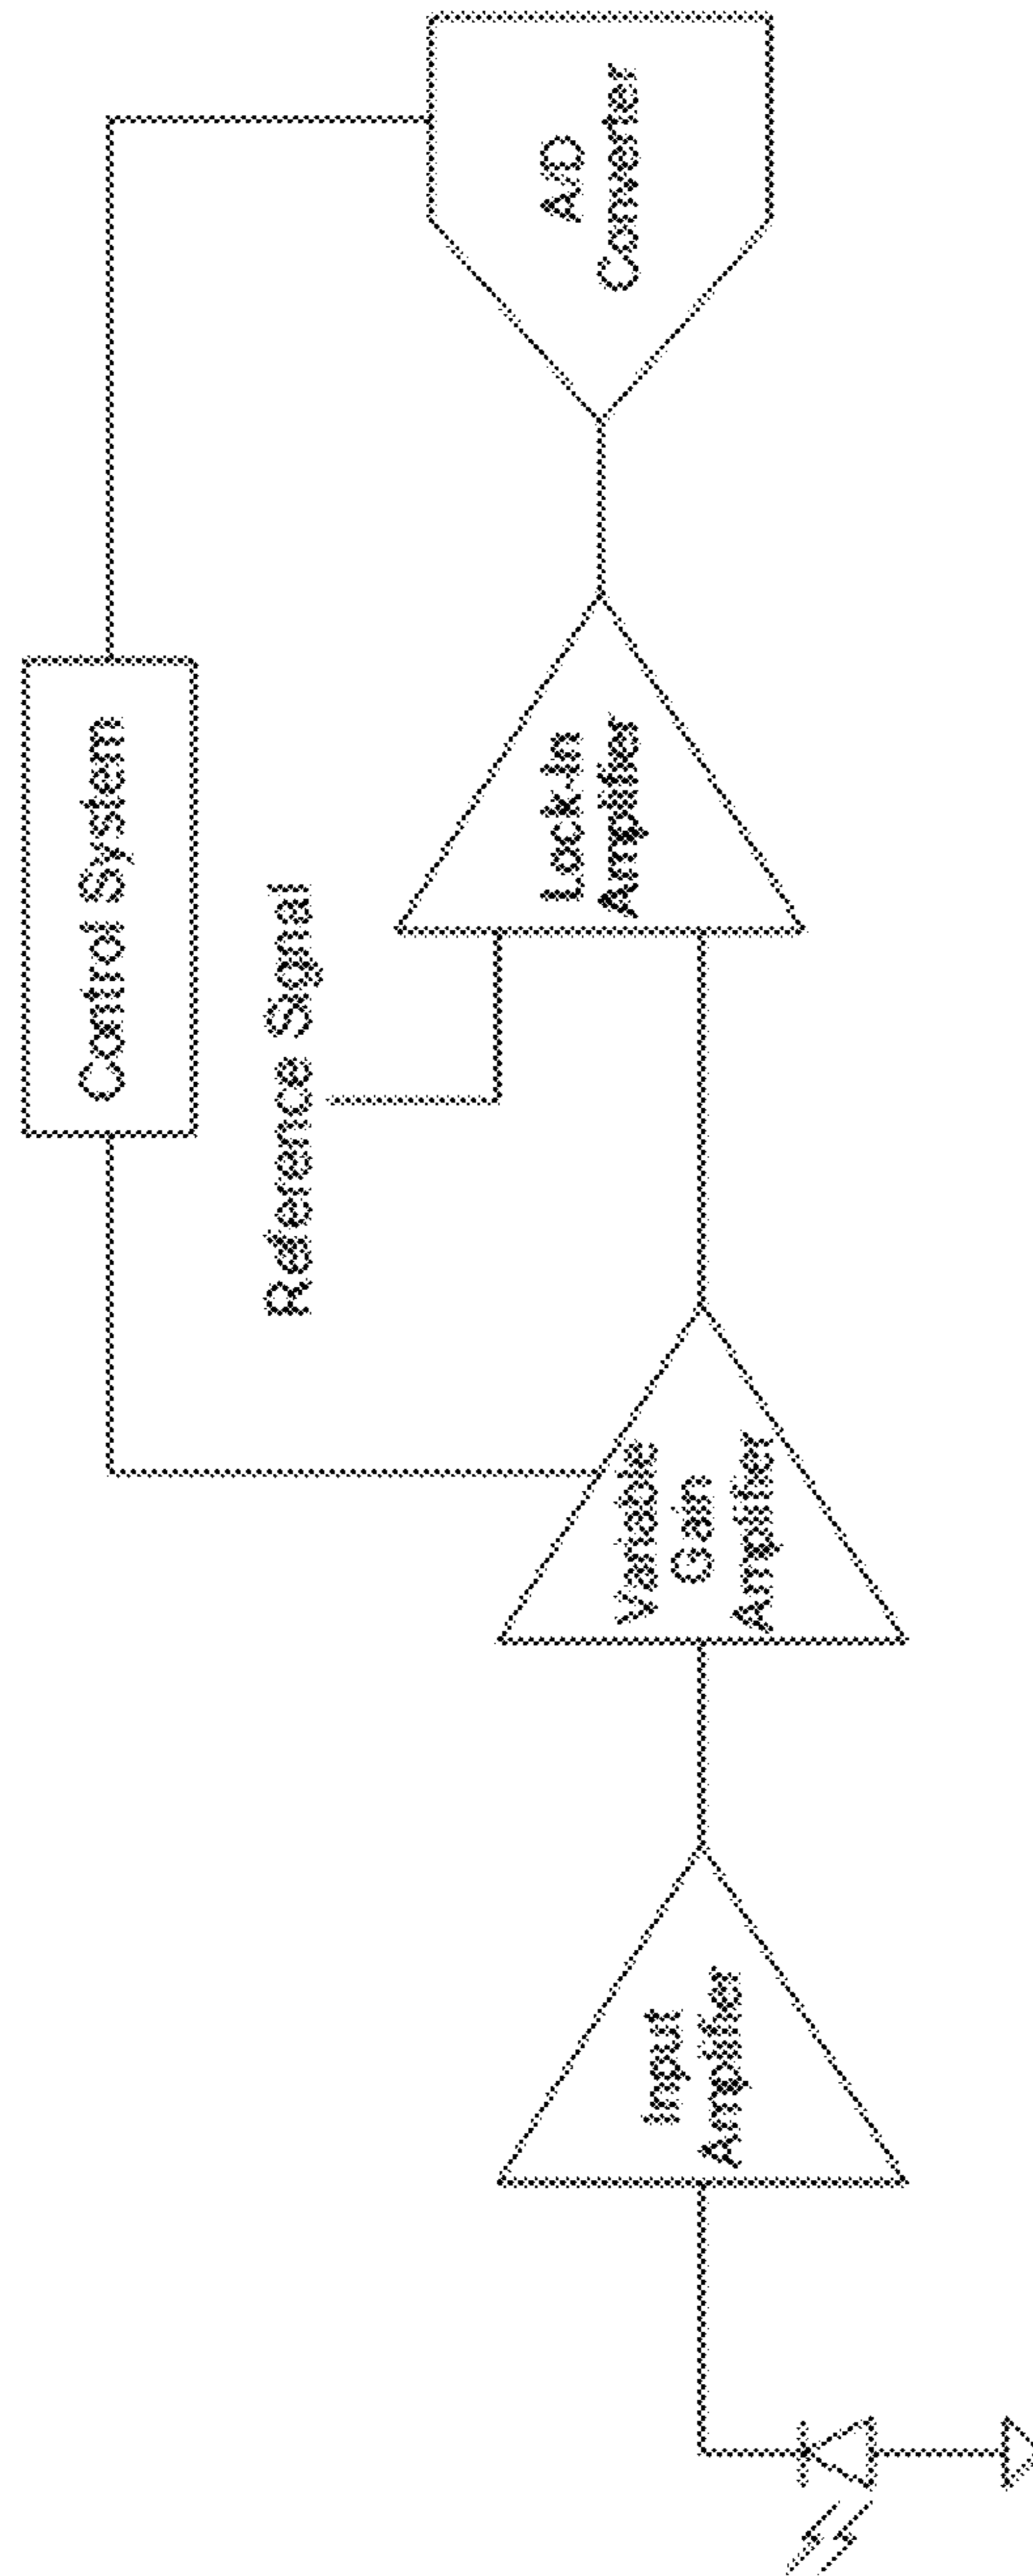 Control System
Reference Signal
Input
Amplifier
Variable
Gain
Amplifier
Lock-In
Amplifier
A/D
Converter